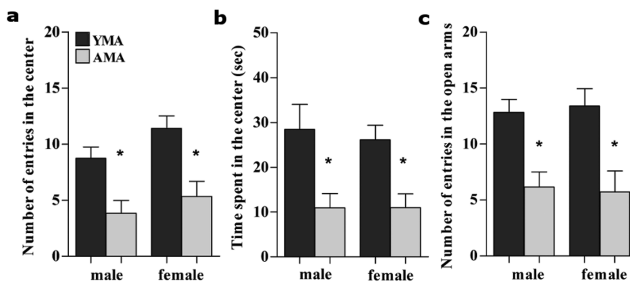 a
Number of entries in the center
20
15
10
5
0
YMA
AMA
*
*
male
female
b
Time spent in the center (sec)
50
40
30
20
10
0
*
*
male
female
c
Number of entries in the open arms
20
15
10
5
0
*
*
male
female